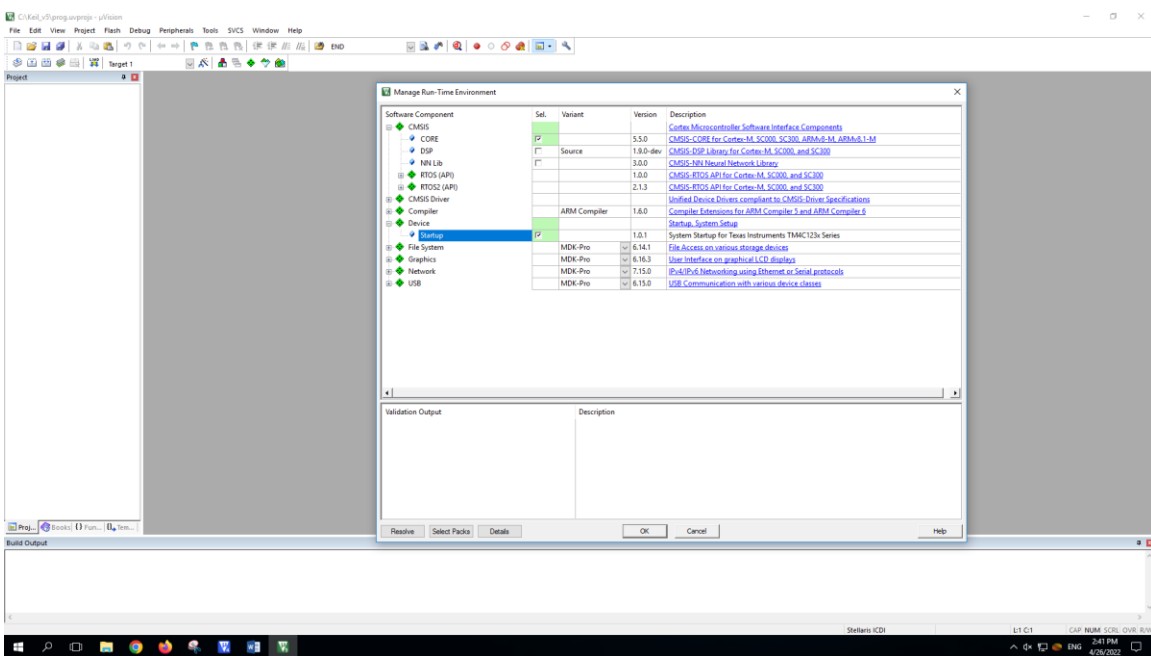 C:\Keil_v5\prog.uvprojx - µVision
File Edit View Project Flash Debug Peripherals Tools SVCS Window Help
END
Target 1
Project
Manage Run-Time Environment
Software Component Sel. Variant Version Description
CMSIS Cortex Microcontroller Software Interface Components
CORE 5.5.0 CMSIS-CORE for Cortex-M, SC000, SC300, ARMv8-M, ARMv8.1-M
DSP Source 1.9.0-dev CMSIS-DSP Library for Cortex-M, SC000, and SC300
NN Lib 3.0.0 CMSIS-NN Neural Network Library
RTOS (API) 1.0.0 CMSIS-RTOS API for Cortex-M, SC000, and SC300
RTOS2 (API) 2.1.3 CMSIS-RTOS API for Cortex-M, SC000, and SC300
CMSIS Driver Unified Device Drivers compliant to CMSIS-Driver Specifications
Compiler ARM Compiler 1.6.0 Compiler Extensions for ARM Compiler 5 and ARM Compiler 6
Device Startup, System Setup
Startup 1.0.1 System Startup for Texas Instruments TM4C123x Series
File System MDK-Pro 6.14.1 File Access on various storage devices
Graphics MDK-Pro 6.16.3 User Interface on graphical LCD displays
Network MDK-Pro 7.15.0 IPv4/IPv6 Networking using Ethernet or Serial protocols
USB MDK-Pro 6.15.0 USB Communication with various device classes
Validation Output Description
Resolve Select Packs Details OK Cancel Help
Proj... Books {} Fun... Tem...
Build Output
Stellaris ICDI L:1 C:1 CAP NUM SCRL OVR R/W
ENG 2:41 PM
4/26/2022